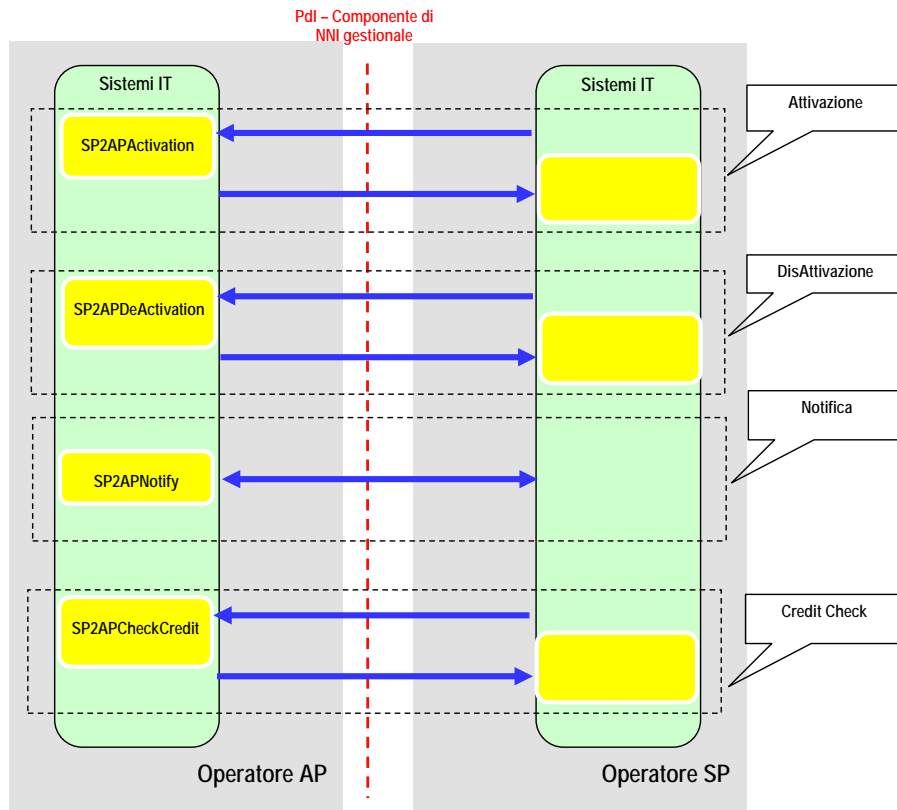 PdI – Componente di
NNI gestionale
Sistemi IT
Sistemi IT
Attivazione
SP2APActivation
DisAttivazione
SP2APDeActivation
Notifica
SP2APNotify
Credit Check
SP2APCheckCredit
Operatore AP
Operatore SP